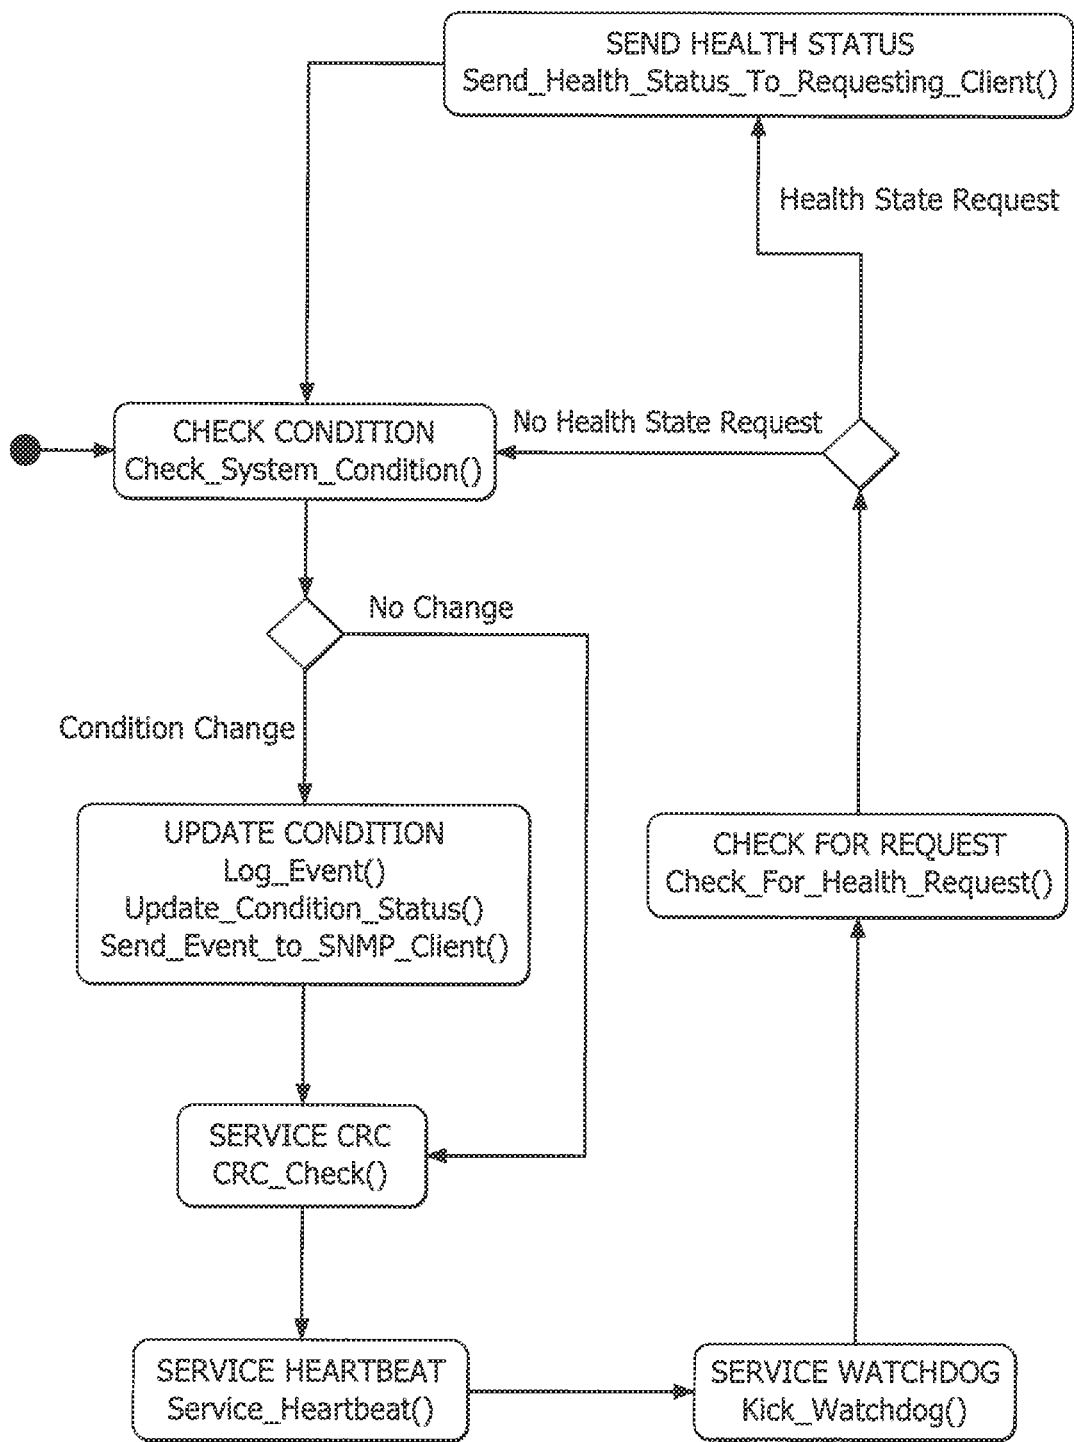 SEND HEALTH STATUS
Send_Health_Status_To_Requesting_Client()
Health State Request
No Health State Request
CHECK CONDITION
Check_System_Condition()
No Change
Condition Change
UPDATE CONDITION
Log_Event()
Update_Condition_Status()
Send_Event_to_SNMP_Client()
CHECK FOR REQUEST
Check_For_Health_Request()
SERVICE CRC
CRC_Check()
SERVICE HEARTBEAT
Service_Heartbeat()
SERVICE WATCHDOG
Kick_Watchdog()